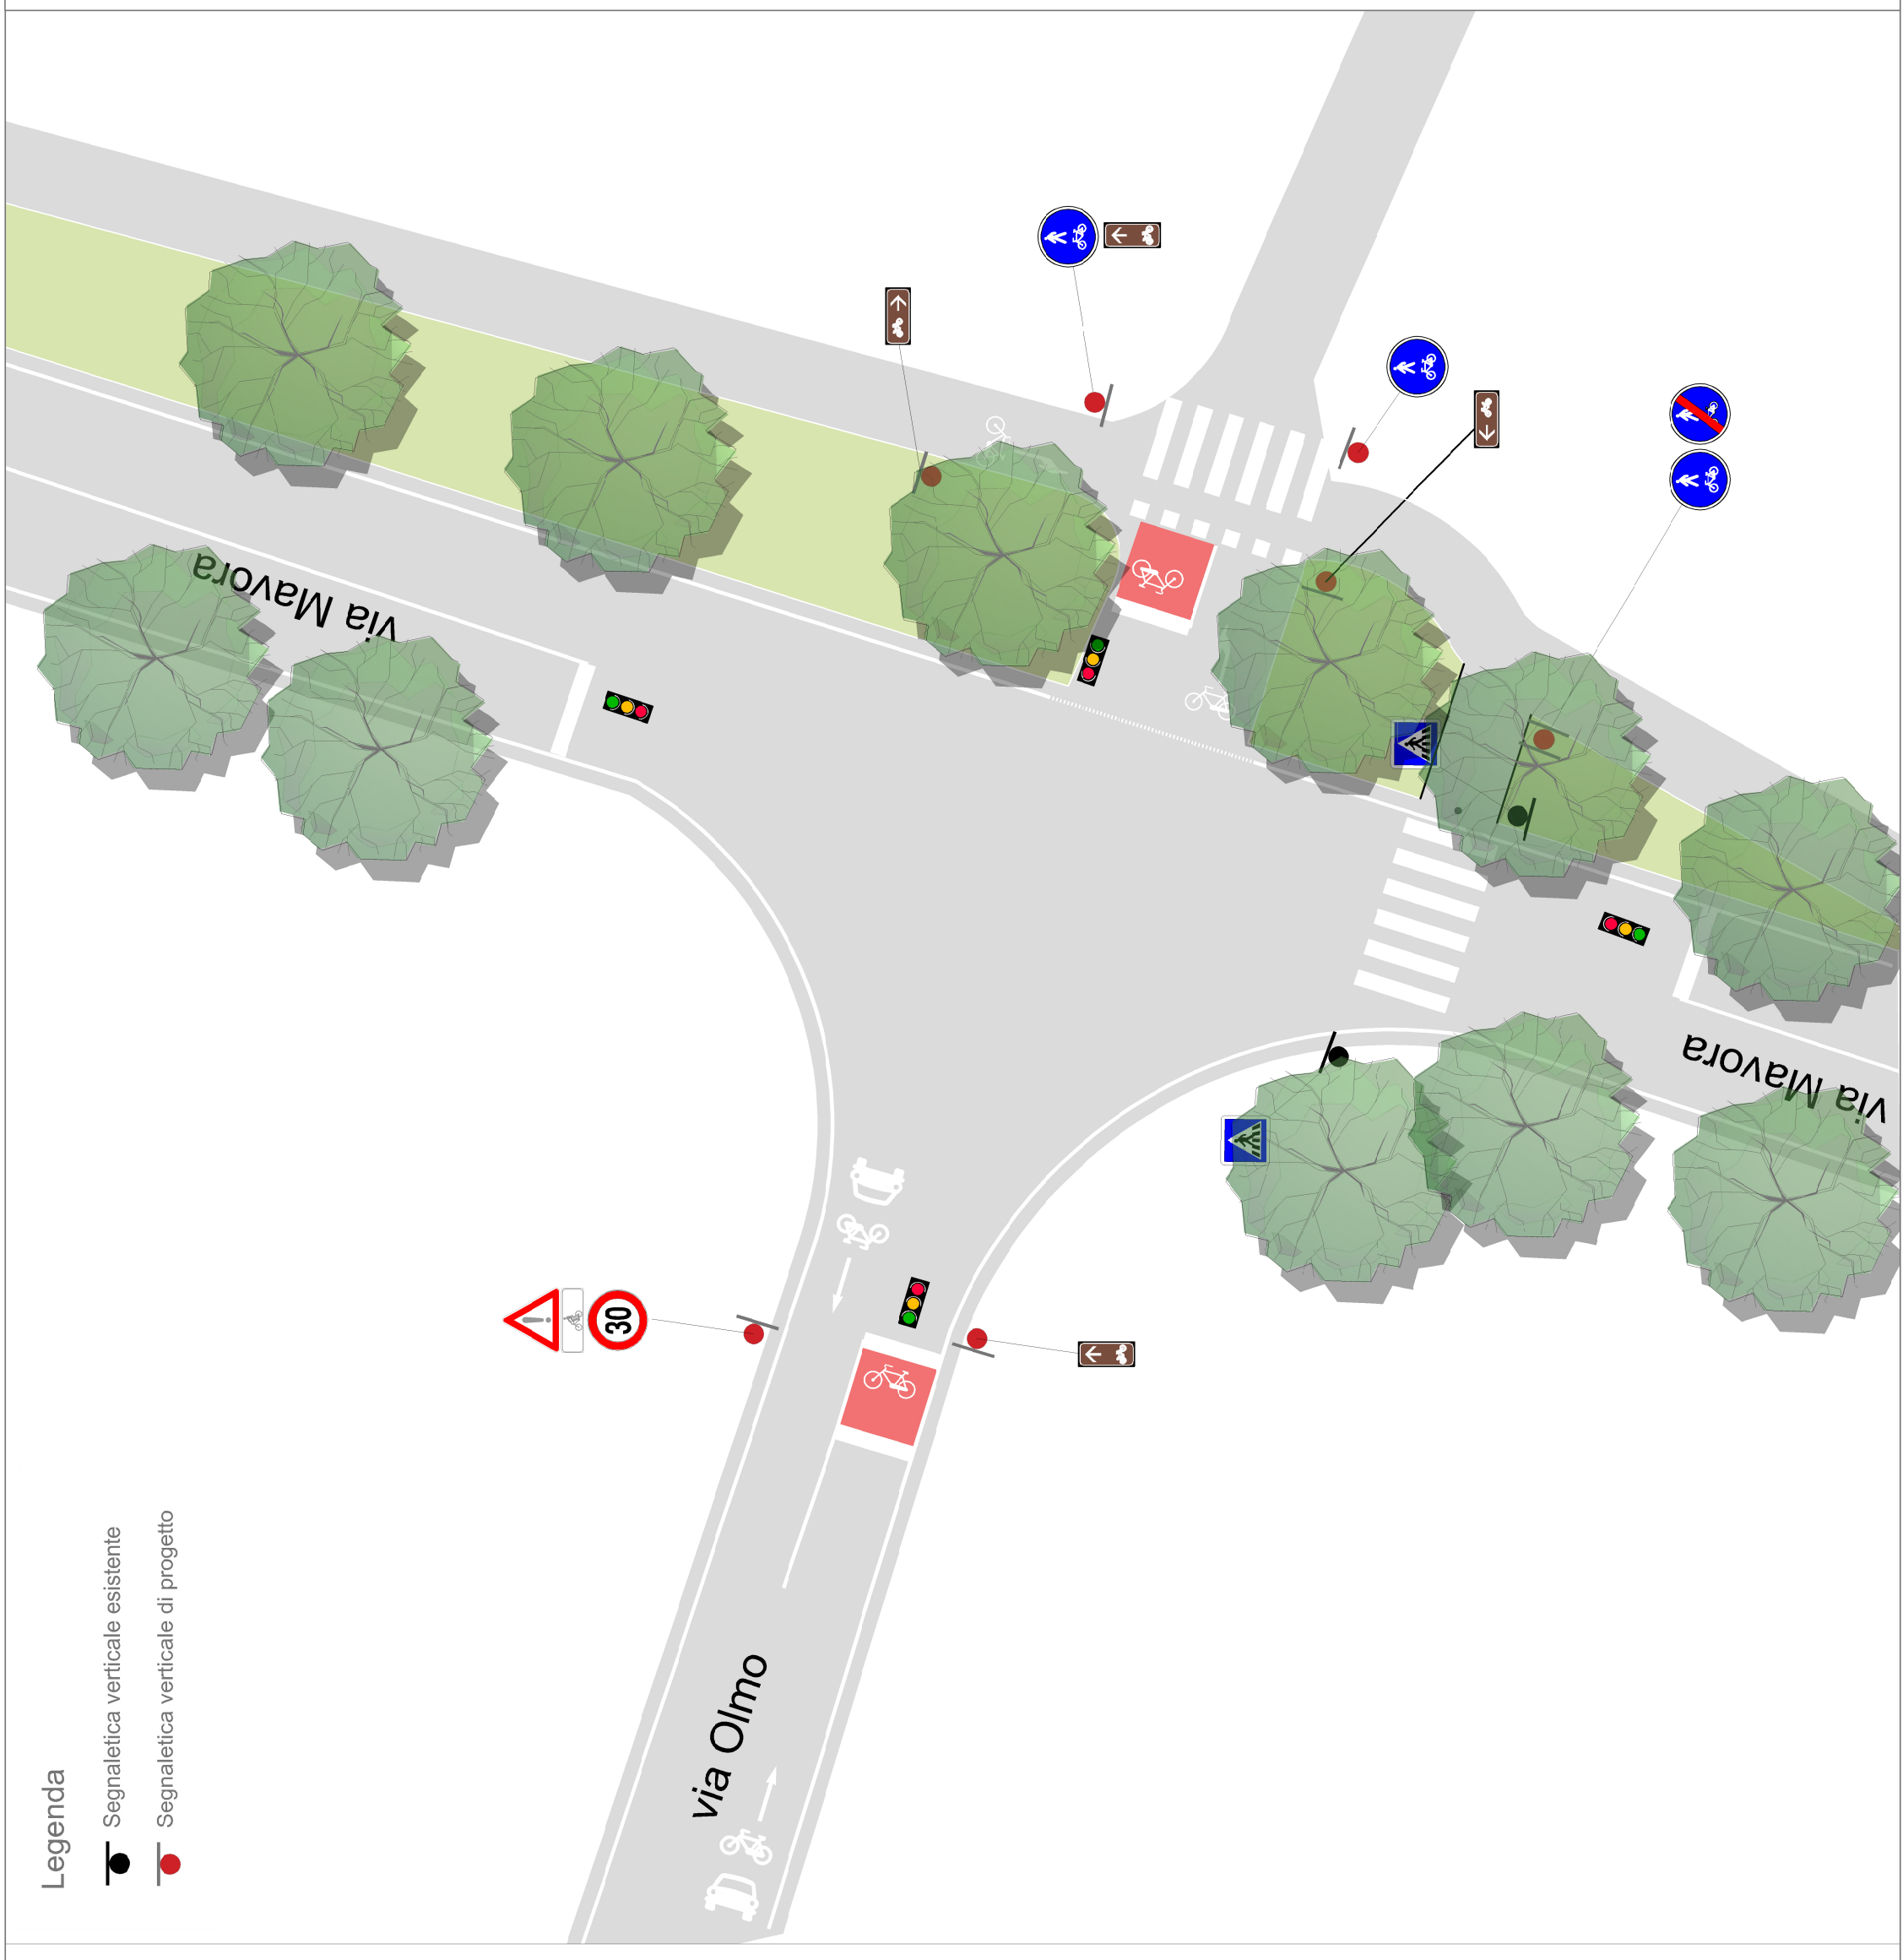 Legenda
Segnaletica verticale esistente
Segnaletica verticale di progetto
via Olmo
30
via Mavora
via Mavora